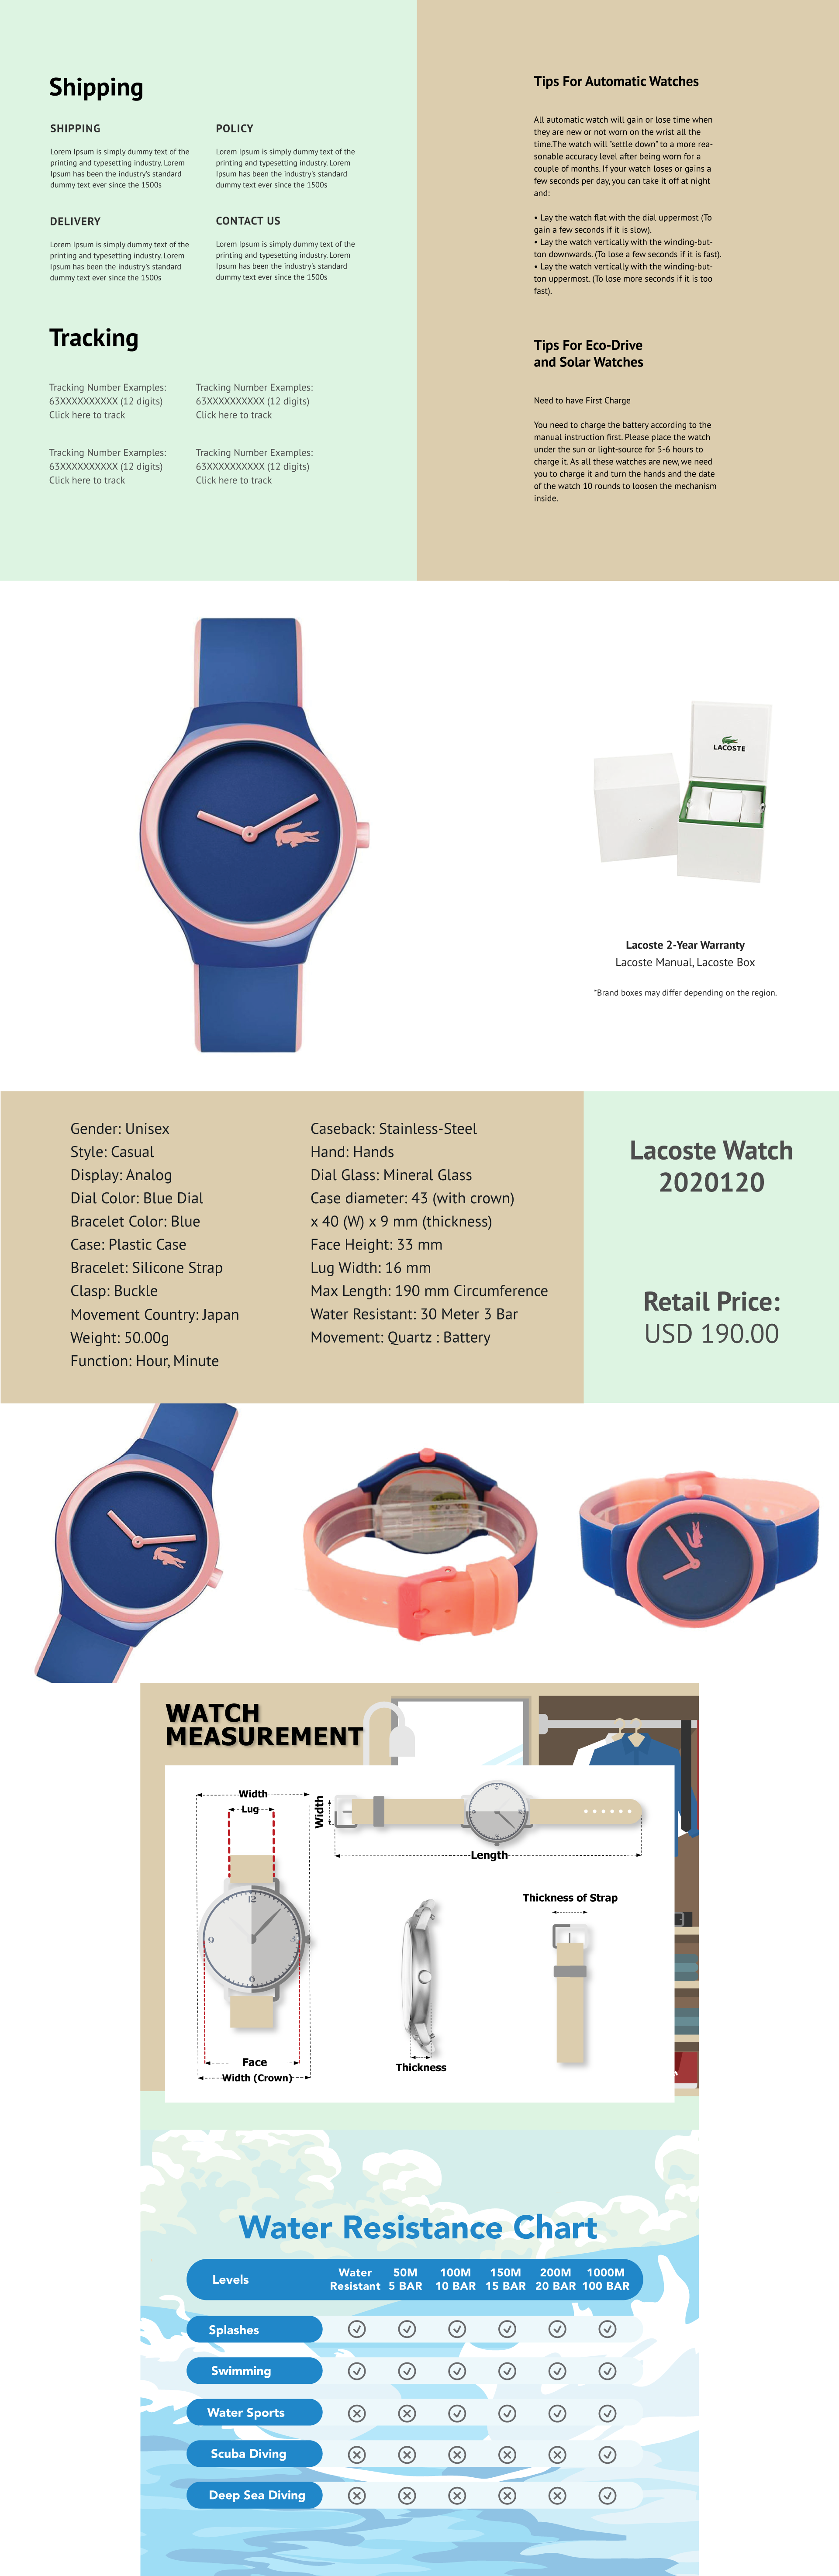 Shipping
SHIPPING
Lorem Ipsum is simply dummy text of the
printing and typesetting industry. Lorem
Ipsum has been the industry's standard
dummy text ever since the 1500s
POLICY
Lorem Ipsum is simply dummy text of the
printing and typesetting industry. Lorem
Ipsum has been the industry's standard
dummy text ever since the 1500s
DELIVERY
Lorem Ipsum is simply dummy text of the
printing and typesetting industry. Lorem
Ipsum has been the industry's standard
dummy text ever since the 1500s
CONTACT US
Lorem Ipsum is simply dummy text of the
printing and typesetting industry. Lorem
Ipsum has been the industry's standard
dummy text ever since the 1500s
Tracking
Tracking Number Examples:
63XXXXXXXXXX (12 digits)
Click here to track
Tracking Number Examples:
63XXXXXXXXXX (12 digits)
Click here to track
Tracking Number Examples:
63XXXXXXXXXX (12 digits)
Click here to track
Tracking Number Examples:
63XXXXXXXXXX (12 digits)
Click here to track
Tips For Automatic Watches
All automatic watch will gain or lose time when
they are new or not worn on the wrist all the
time.The watch will "settle down" to a more rea-
sonable accuracy level after being worn for a
couple of months. If your watch loses or gains a
few seconds per day, you can take it off at night
and:
• Lay the watch flat with the dial uppermost (To
gain a few seconds if it is slow).
• Lay the watch vertically with the winding-but-
ton downwards. (To lose a few seconds if it is fast).
• Lay the watch vertically with the winding-but-
ton uppermost. (To lose more seconds if it is too
fast).
Tips For Eco-Drive
and Solar Watches
Need to have First Charge
You need to charge the battery according to the
manual instruction first. Please place the watch
under the sun or light-source for 5-6 hours to
charge it. As all these watches are new, we need
you to charge it and turn the hands and the date
of the watch 10 rounds to loosen the mechanism
inside.
LACOSTE
Lacoste 2-Year Warranty
Lacoste Manual, Lacoste Box
*Brand boxes may differ depending on the region.
Gender: Unisex
Style: Casual
Display: Analog
Dial Color: Blue Dial
Bracelet Color: Blue
Case: Plastic Case
Bracelet: Silicone Strap
Clasp: Buckle
Movement Country: Japan
Weight: 50.00g
Function: Hour, Minute
Caseback: Stainless-Steel
Hand: Hands
Dial Glass: Mineral Glass
Case diameter: 43 (with crown)
x 40 (W) x 9 mm (thickness)
Face Height: 33 mm
Lug Width: 16 mm
Max Length: 190 mm Circumference
Water Resistant: 30 Meter 3 Bar
Movement: Quartz : Battery
Lacoste Watch
2020120
Retail Price:
USD 190.00
WATCH
MEASUREMENT
Width
Lug
Width
Length
12
3
6
9
Face
Width (Crown)
Thickness
Thickness of Strap
Water Resistance Chart
Levels
Water Resistant
50M 5 BAR
100M 10 BAR
150M 15 BAR
200M 20 BAR
1000M 100 BAR
Splashes
Swimming
Water Sports
Scuba Diving
Deep Sea Diving